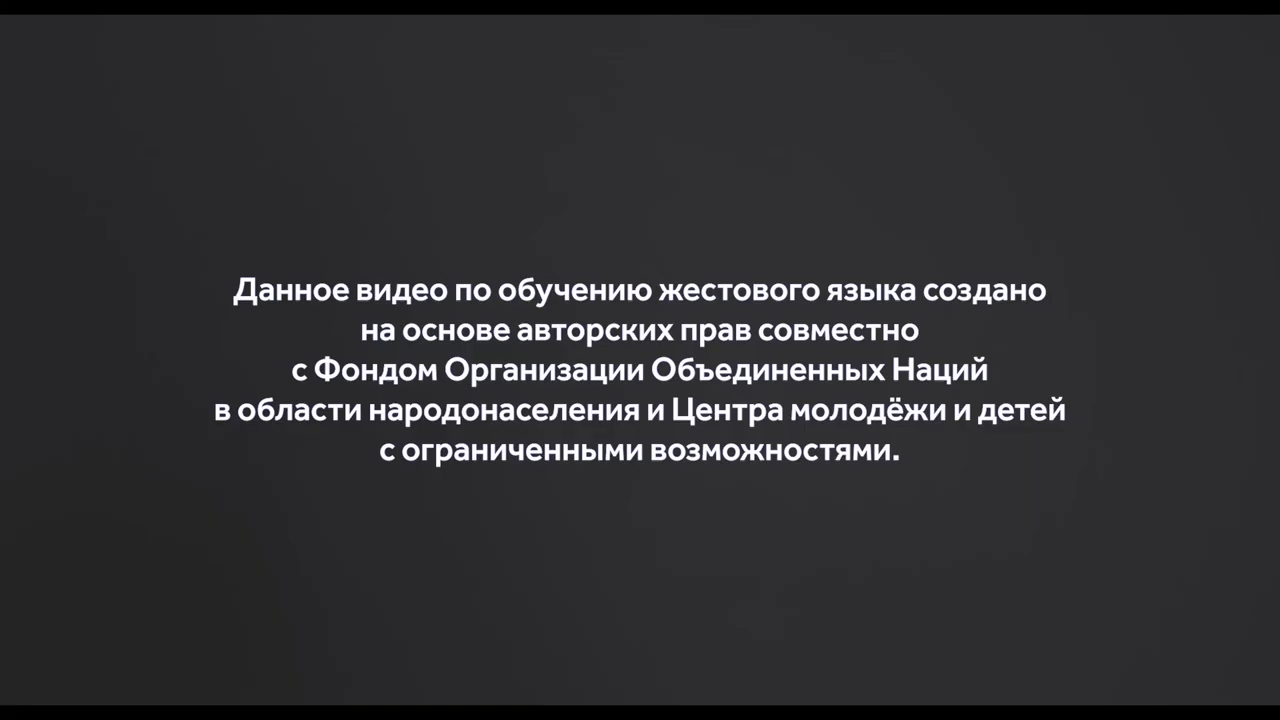 Данное видео по обучению жестового языка создано
на основе авторских прав совместно
с Фондом Организации Объединенных Наций
в области народонаселения и Центра молодёжи и детей
с ограниченными возможностями.